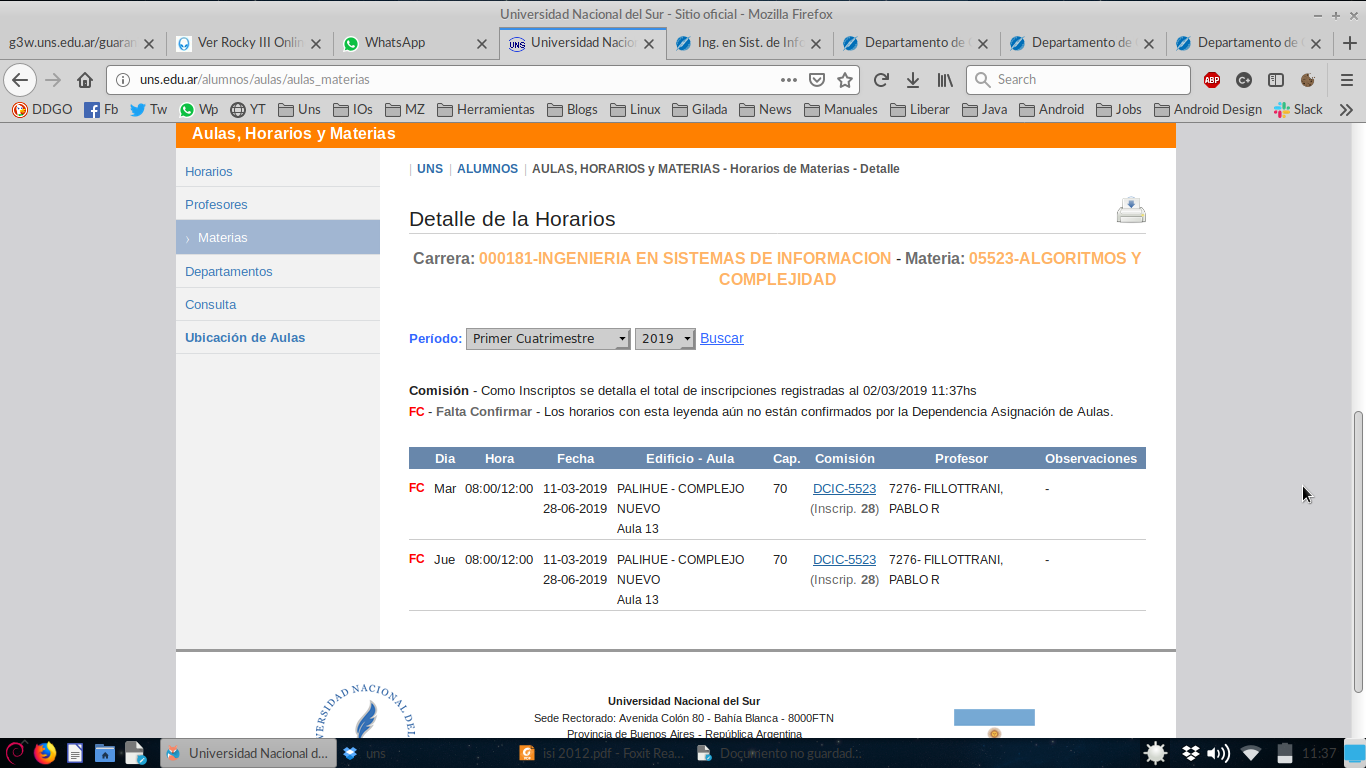 Universidad Nacional del Sur - Sitio oficial - Mozilla Firefox
g3w.uns.edu.ar/guaran
Ver Rocky III Onlin
WhatsApp
Universidad Nacion
Ing. en Sist. de Info
Departamento de
Departamento de
Departamento de
uns.edu.ar/alumnos/aulas/aulas_materias
Search
ABP
DDGO Fb Tw Wp YT Uns IOs MZ Herramientas Blogs Linux Gilada News Manuales Liberar Java Android Jobs Android Design Slack
Aulas, Horarios y Materias
Horarios
Profesores
› Materias
Departamentos
Consulta
Ubicación de Aulas
| UNS | ALUMNOS | AULAS, HORARIOS y MATERIAS - Horarios de Materias - Detalle
Detalle de la Horarios
Carrera: 000181-INGENIERIA EN SISTEMAS DE INFORMACION - Materia: 05523-ALGORITMOS Y
COMPLEJIDAD
Período: Primer Cuatrimestre 2019 Buscar
Comisión - Como Inscriptos se detalla el total de inscripciones registradas al 02/03/2019 11:37hs
FC - Falta Confirmar - Los horarios con esta leyenda aún no están confirmados por la Dependencia Asignación de Aulas.
Dia Hora Fecha Edificio - Aula Cap. Comisión Profesor Observaciones
FC Mar 08:00/12:00 11-03-2019 PALIHUE - COMPLEJO 70 DCIC-5523 7276- FILLOTTRANI, -
28-06-2019 NUEVO (Inscrip. 28) PABLO R
Aula 13
FC Jue 08:00/12:00 11-03-2019 PALIHUE - COMPLEJO 70 DCIC-5523 7276- FILLOTTRANI, -
28-06-2019 NUEVO (Inscrip. 28) PABLO R
Aula 13
Universidad Nacional del Sur
Sede Rectorado: Avenida Colón 80 - Bahía Blanca - 8000FTN
Provincia de Buenos Aires - República Argentina
Universidad Nacional d...
uns
isi 2012.pdf - Foxit Rea...
Documento no guardad...
11:37